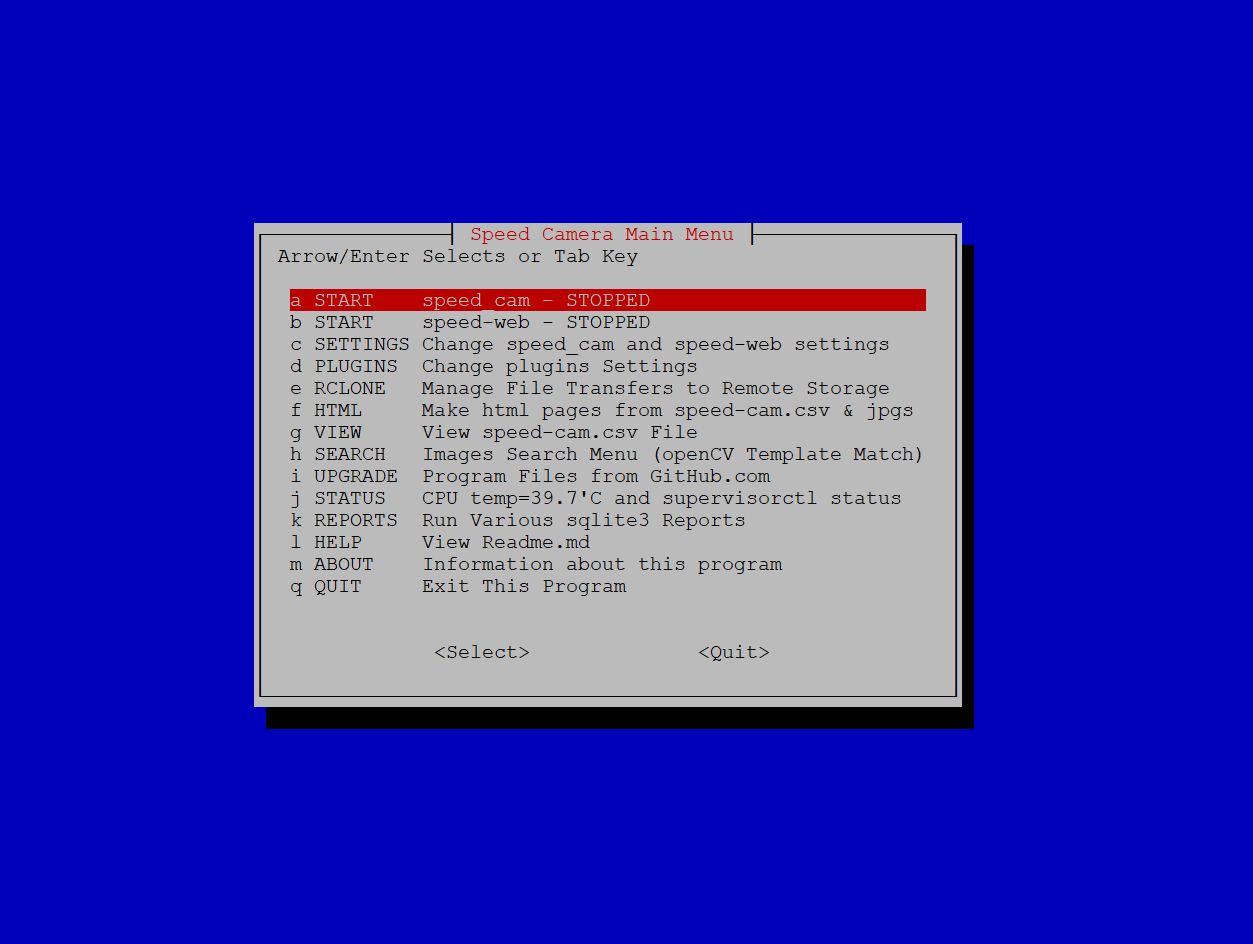 Speed Camera Main Menu
Arrow/Enter Selects or Tab Key
a START    speed_cam - STOPPED
b START    speed-web - STOPPED
c SETTINGS Change speed_cam and speed-web settings
d PLUGINS  Change plugins Settings
e RCLONE   Manage File Transfers to Remote Storage
f HTML     Make html pages from speed-cam.csv & jpgs
g VIEW     View speed-cam.csv File
h SEARCH   Images Search Menu (openCV Template Match)
i UPGRADE  Program Files from GitHub.com
j STATUS   CPU temp=39.7'C and supervisorctl status
k REPORTS  Run Various sqlite3 Reports
l HELP     View Readme.md
m ABOUT    Information about this program
q QUIT     Exit This Program
<Select>              <Quit>